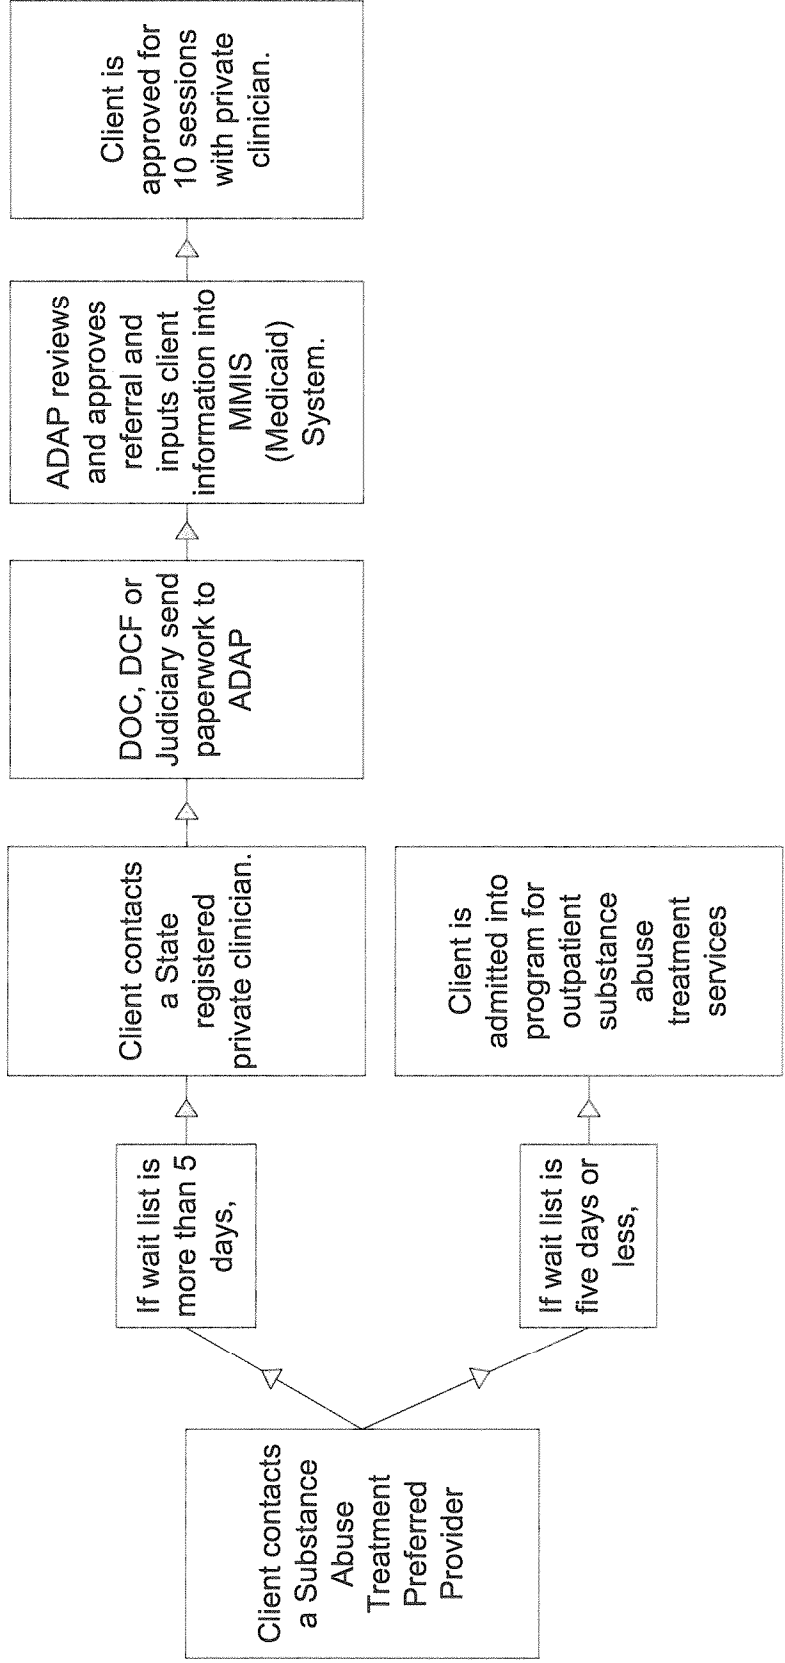 Client contacts
a Substance
Abuse
Treatment
Preferred
Provider
If wait list is
more than 5
days,
Client contacts
a State
registered
private clinician.
DOC, DCF or
Judiciary send
paperwork to
ADAP
ADAP reviews
and approves
referral and
inputs client
information into
MMIS
(Medicaid)
System.
Client is
approved for
10 sessions
with private
clinician.
If wait list is
five days or
less,
Client is
admitted into
program for
outpatient
substance
abuse
treatment
services